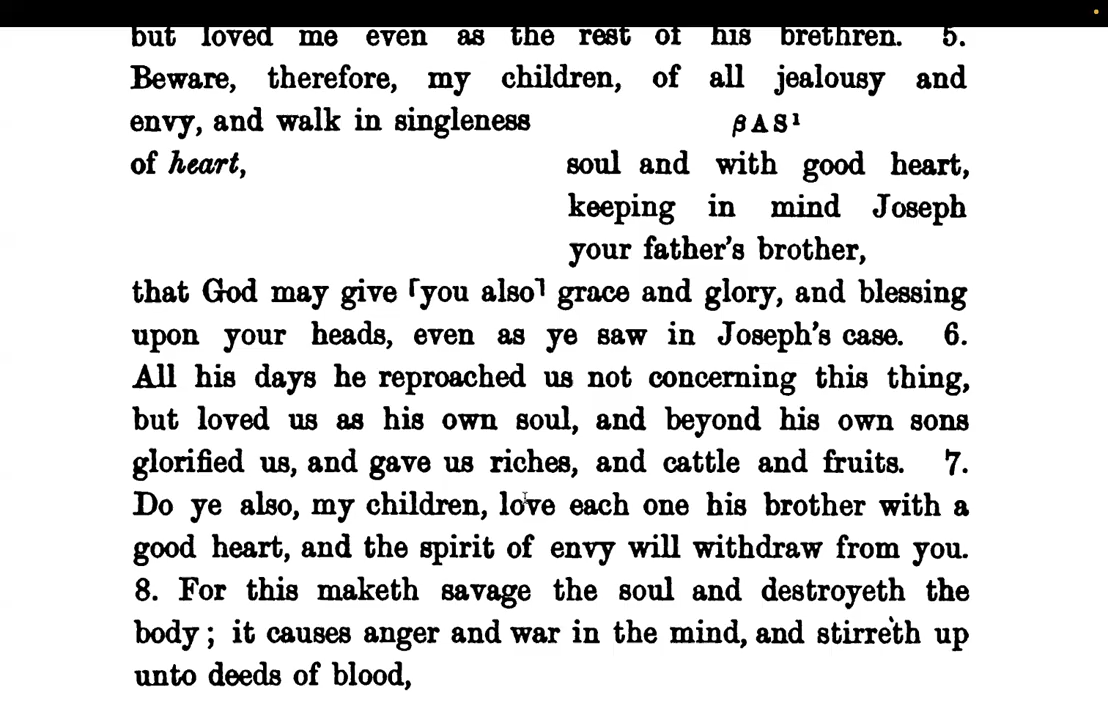 but loved me even as the rest of his brethren. 5.
Beware, therefore, my children, of all jealousy and
envy, and walk in singleness
of heart,
βAS¹
soul and with good heart,
keeping in mind Joseph
your father's brother,
that God may give ⌜you also⌝ grace and glory, and blessing
upon your heads, even as ye saw in Joseph's case. 6.
All his days he reproached us not concerning this thing,
but loved us as his own soul, and beyond his own sons
glorified us, and gave us riches, and cattle and fruits. 7.
Do ye also, my children, love each one his brother with a
good heart, and the spirit of envy will withdraw from you.
8. For this maketh savage the soul and destroyeth the
body; it causes anger and war in the mind, and stirreth up
unto deeds of blood,